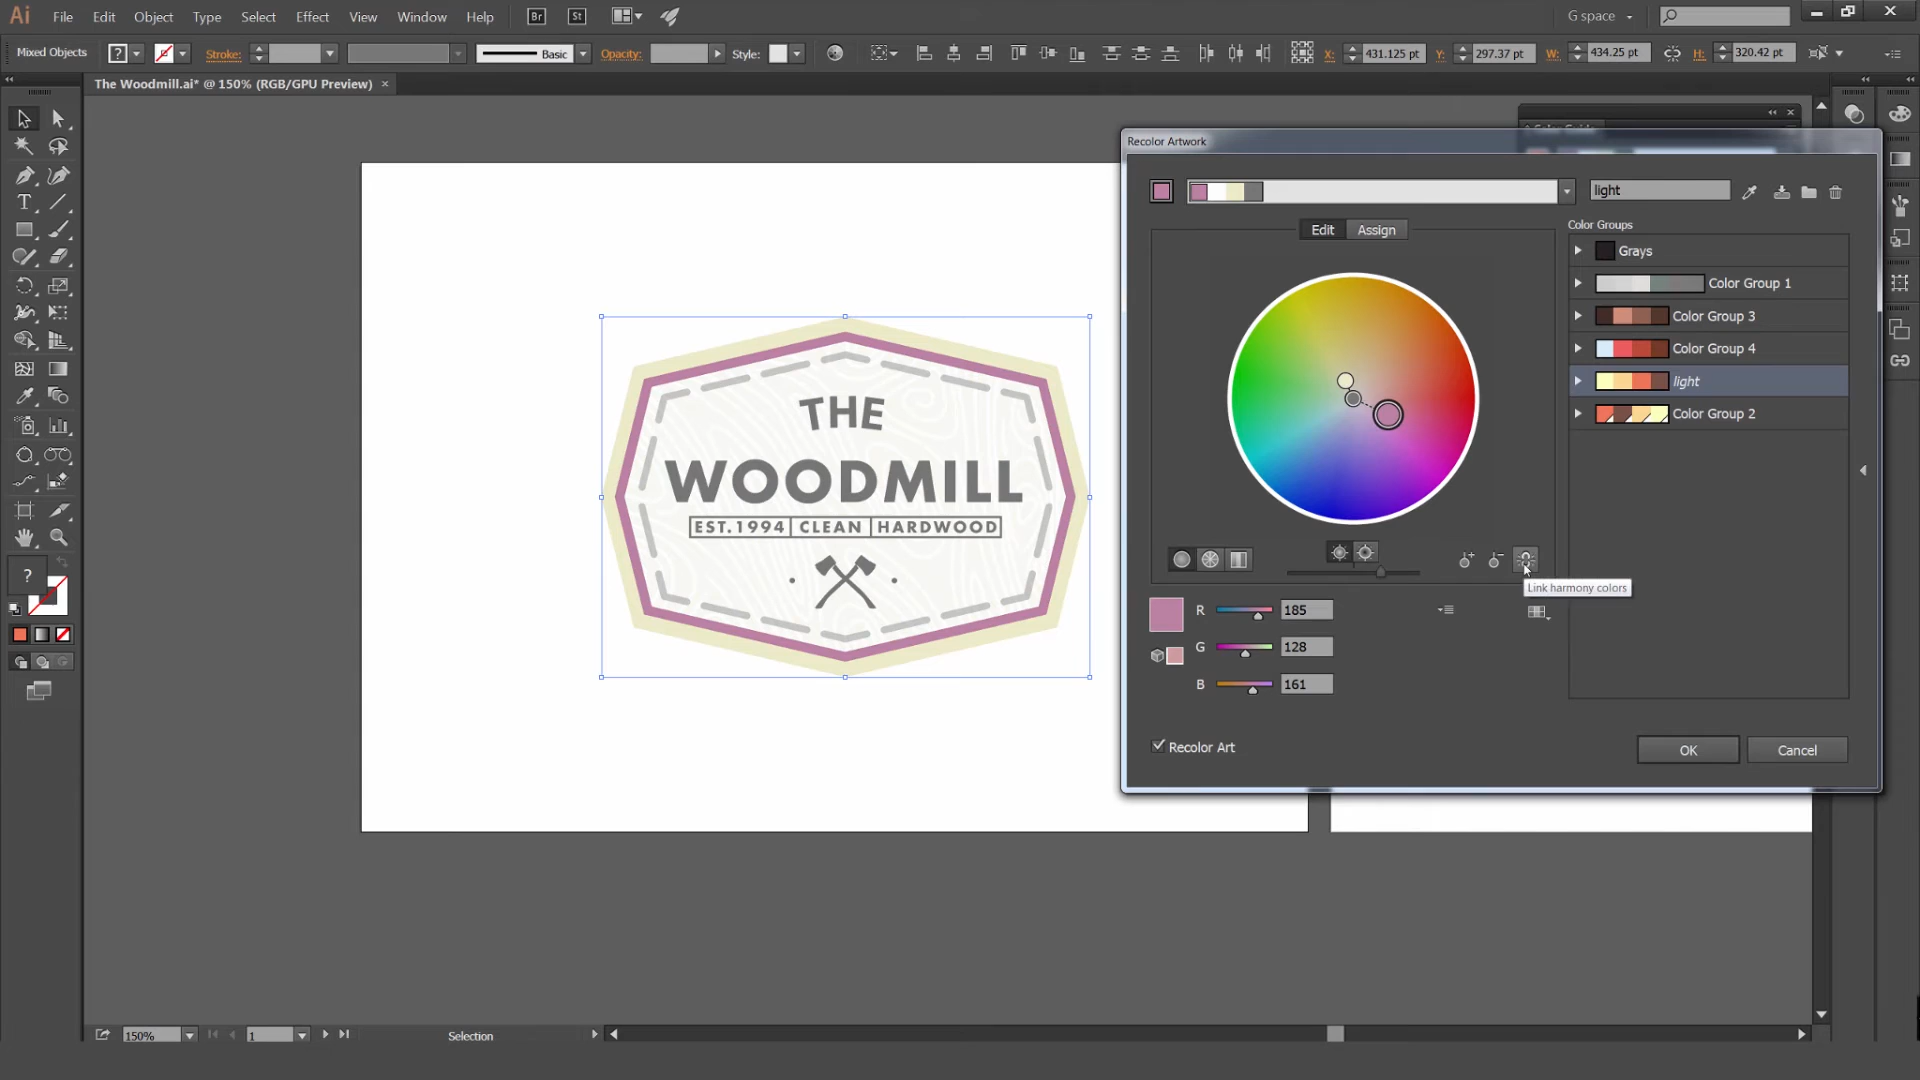 Ai File Edit Object Type Select Effect View Window Help Br St G space
Mixed Objects ? Stroke: Basic Opacity: Style: X: 431.125 pt Y: 297.37 pt W: 434.25 pt H: 320.42 pt
The Woodmill.ai* @ 150% (RGB/GPU Preview) ×
Recolor Artwork
light
Edit Assign
Color Groups
Grays
Color Group 1
Color Group 3
Color Group 4
light
Color Group 2
THE
WOODMILL
EST.1994 CLEAN HARDWOOD
Link harmony colors
R 185
G 128
B 161
Recolor Art
OK Cancel
?
150% 1 Selection